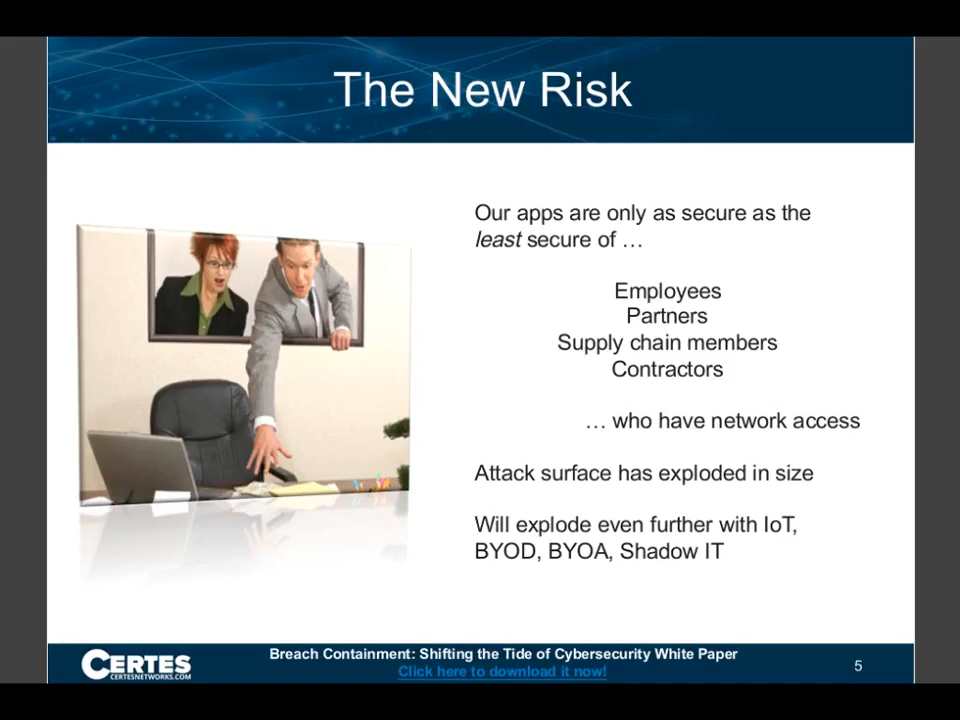 The New Risk
Our apps are only as secure as the
least secure of …
Employees
Partners
Supply chain members
Contractors
… who have network access
Attack surface has exploded in size
Will explode even further with IoT,
BYOD, BYOA, Shadow IT
CERTES
CERTESNETWORKS.COM
Breach Containment: Shifting the Tide of Cybersecurity White Paper
Click here to download it now!
5